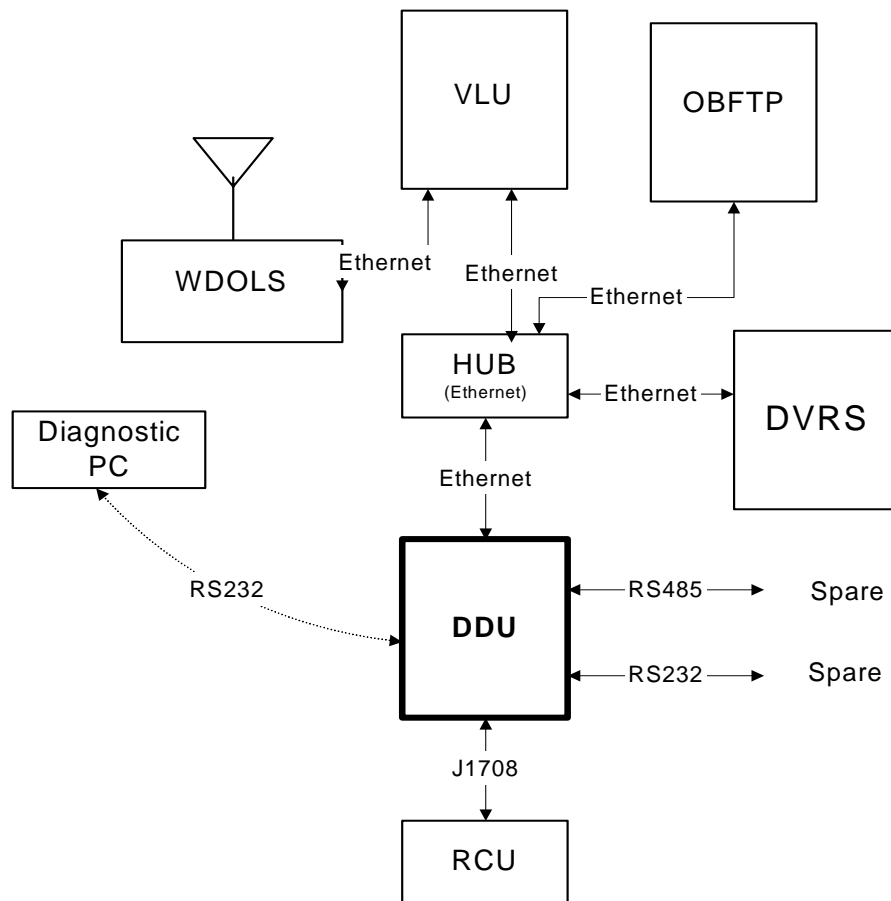 VLU
OBFTP
WDOLS
Ethernet
Ethernet
Ethernet
HUB
(Ethernet)
Ethernet
DVRS
Diagnostic
PC
Ethernet
RS232
DDU
RS485
Spare
RS232
Spare
J1708
RCU